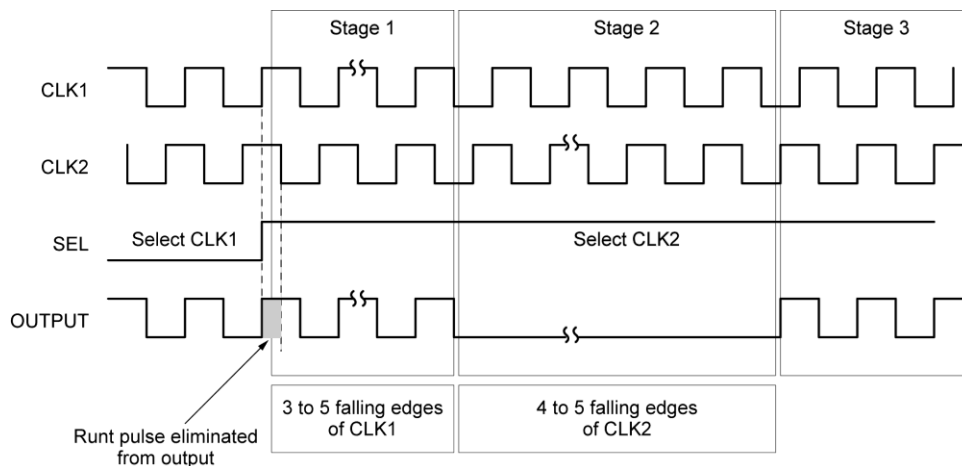 Stage 1
Stage 2
Stage 3
CLK1
CLK2
SEL
Select CLK1
Select CLK2
OUTPUT
3 to 5 falling edges
of CLK1
4 to 5 falling edges
of CLK2
Runt pulse eliminated
from output